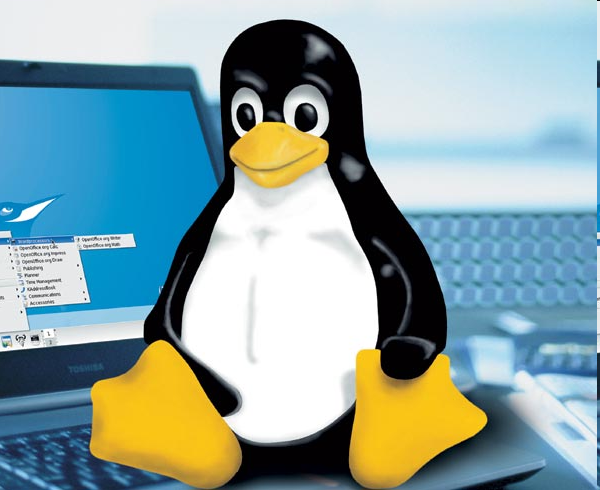 OpenOffice.org Writer
OpenOffice.org Calc
OpenOffice.org Math
OpenOffice.org Impress
OpenOffice.org Draw
Publishing
Planner
Time Management
KAddressBook
Communications
Accessories
TOSHIBA